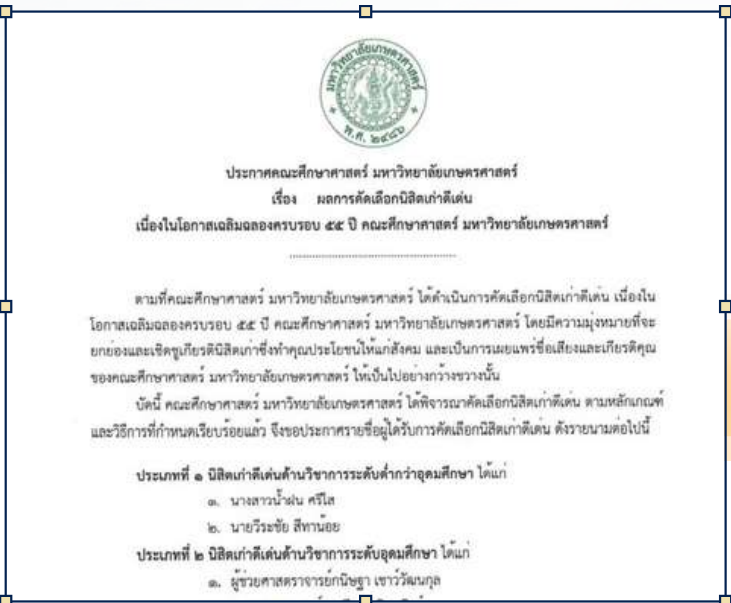 มหาวิทยาลัยเกษตรศาสตร์
พ.ศ. ๒๔๘๖
ประกาศคณะศึกษาศาสตร์ มหาวิทยาลัยเกษตรศาสตร์
เรื่อง ผลการคัดเลือกนิสิตเก่าดีเด่น
เนื่องในโอกาสเฉลิมฉลองครบรอบ ๕๕ ปี คณะศึกษาศาสตร์ มหาวิทยาลัยเกษตรศาสตร์
ตามที่คณะศึกษาศาสตร์ มหาวิทยาลัยเกษตรศาสตร์ ได้ดำเนินการคัดเลือกนิสิตเก่าดีเด่น เนื่องใน
โอกาสเฉลิมฉลองครบรอบ ๕๕ ปี คณะศึกษาศาสตร์ มหาวิทยาลัยเกษตรศาสตร์ โดยมีความมุ่งหมายที่จะ
ยกย่องและเชิดชูเกียรตินิสิตเก่าซึ่งทำคุณประโยชน์ให้แก่สังคม และเป็นการเผยแพร่ชื่อเสียงและเกียรติคุณ
ของคณะศึกษาศาสตร์ มหาวิทยาลัยเกษตรศาสตร์ ให้เป็นไปอย่างกว้างขวางนั้น
บัดนี้ คณะศึกษาศาสตร์ มหาวิทยาลัยเกษตรศาสตร์ ได้พิจารณาคัดเลือกนิสิตเก่าดีเด่น ตามหลักเกณฑ์
และวิธีการที่กำหนดเรียบร้อยแล้ว จึงขอประกาศรายชื่อผู้ได้รับการคัดเลือกนิสิตเก่าดีเด่น ดังรายนามต่อไปนี้
ประเภทที่ ๑ นิสิตเก่าดีเด่นด้านวิชาการระดับต่ำกว่าอุดมศึกษา ได้แก่
๑. นางสาวน้ำฝน ศรีใส
๒. นายวีระชัย สีทาน้อย
ประเภทที่ ๒ นิสิตเก่าดีเด่นด้านวิชาการระดับอุดมศึกษา ได้แก่
๑. ผู้ช่วยศาสตราจารย์กนิษฐา เชาว์วัฒนกุล